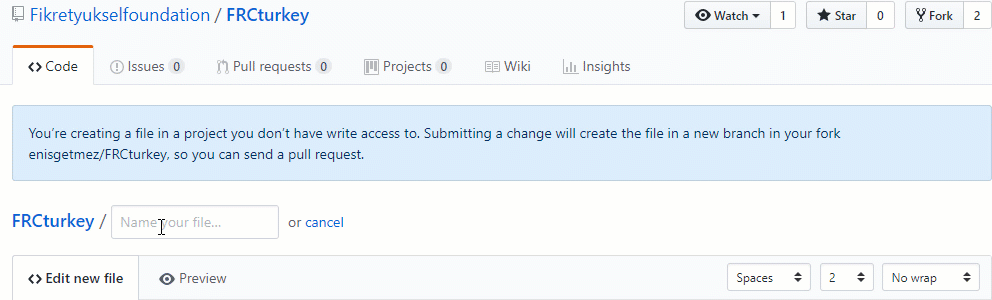 Fikretyukselfoundation / FRCturkey Watch 1 Star 0 Fork 2
Code Issues 0 Pull requests 0 Projects 0 Wiki Insights
You're creating a file in a project you don't have write access to. Submitting a change will create the file in a new branch in your fork
enisgetmez/FRCturkey, so you can send a pull request.
FRCturkey / Name your file... or cancel
Edit new file Preview Spaces 2 No wrap